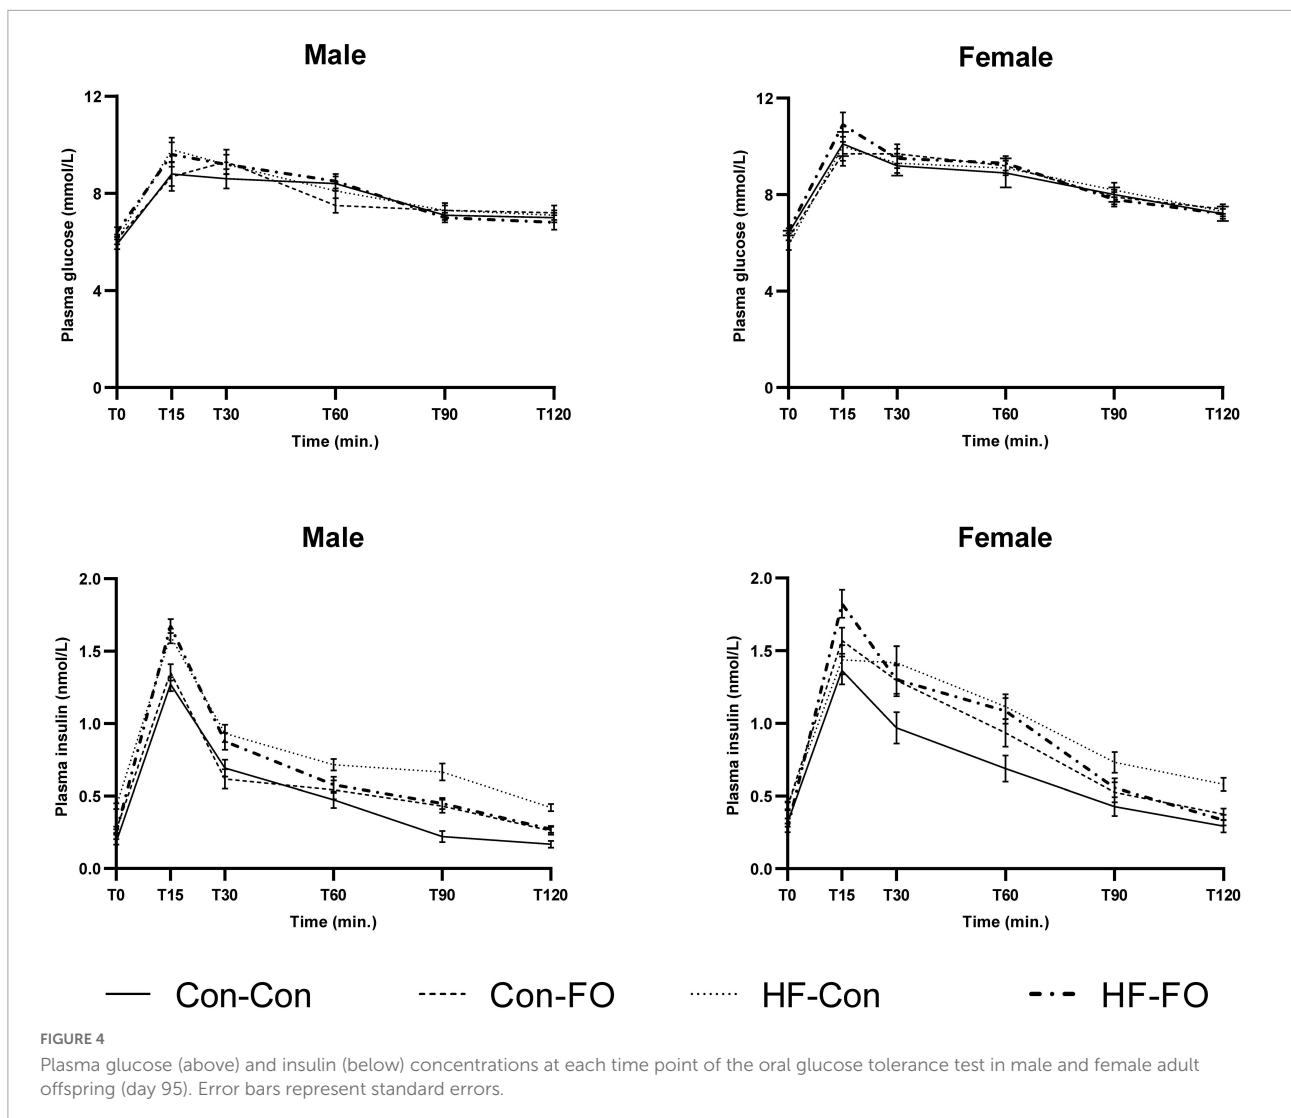 Male
Female
Plasma glucose (mmol/L)
12
8
4
0
T0 T15 T30 T60 T90 T120
Time (min.)
Plasma glucose (mmol/L)
12
8
4
0
T0 T15 T30 T60 T90 T120
Time (min.)
Male
Female
Plasma insulin (nmol/L)
2.0
1.5
1.0
0.5
0.0
T0 T15 T30 T60 T90 T120
Time (min.)
Plasma insulin (nmol/L)
2.0
1.5
1.0
0.5
0.0
T0 T15 T30 T60 T90 T120
Time (min.)
Con-Con Con-FO HF-Con HF-FO
FIGURE 4
Plasma glucose (above) and insulin (below) concentrations at each time point of the oral glucose tolerance test in male and female adult
offspring (day 95). Error bars represent standard errors.